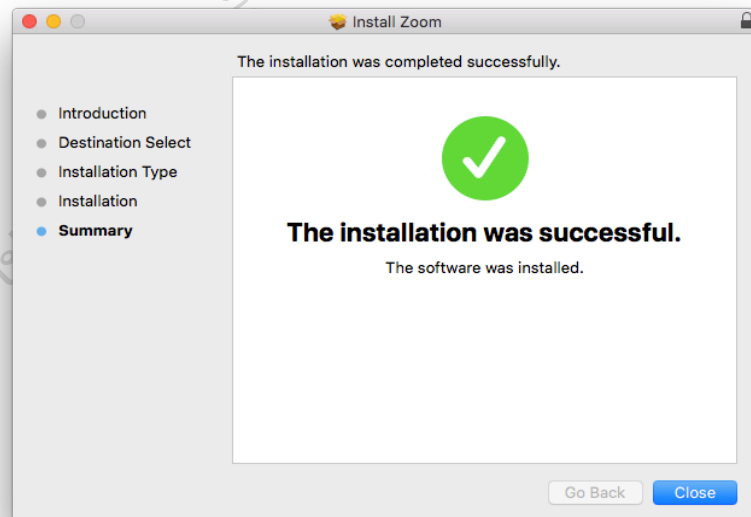 Install Zoom
The installation was completed successfully.
Introduction
Destination Select
Installation Type
Installation
Summary
The installation was successful.
The software was installed.
Go Back
Close